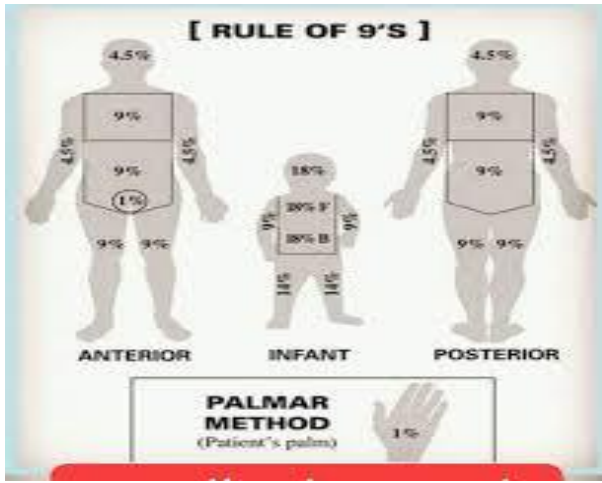 [ RULE OF 9'S ]
4.5%
9%
4.5%
4.5%
9%
1%
9%
9%
18%
18% F
9%
9%
18% B
14%
14%
4.5%
9%
4.5%
4.5%
9%
9%
9%
ANTERIOR
INFANT
POSTERIOR
PALMAR
METHOD
(Patient's palm)
1%